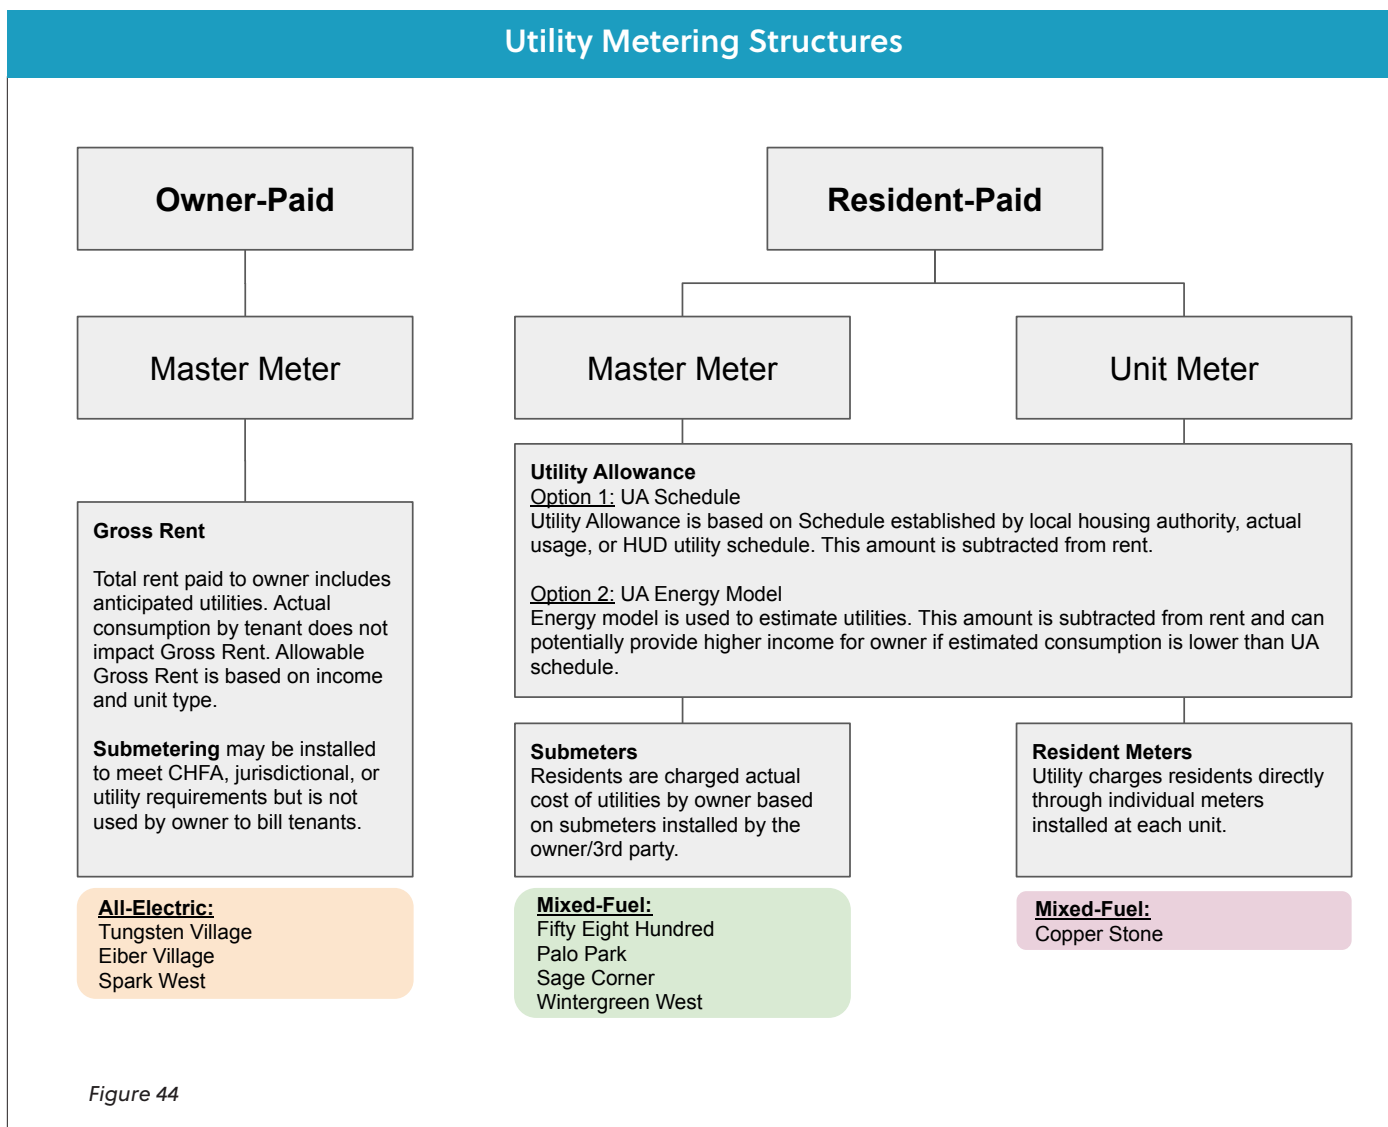 Utility Metering Structures
Owner-Paid
Master Meter
Gross Rent
Total rent paid to owner includes
anticipated utilities. Actual
consumption by tenant does not
impact Gross Rent. Allowable
Gross Rent is based on income
and unit type.
Submetering may be installed
to meet CHFA, jurisdictional, or
utility requirements but is not
used by owner to bill tenants.
All-Electric:
Tungsten Village
Eiber Village
Spark West
Resident-Paid
Master Meter
Unit Meter
Utility Allowance
Option 1: UA Schedule
Utility Allowance is based on Schedule established by local housing authority, actual
usage, or HUD utility schedule. This amount is subtracted from rent.
Option 2: UA Energy Model
Energy model is used to estimate utilities. This amount is subtracted from rent and can
potentially provide higher income for owner if estimated consumption is lower than UA
schedule.
Submeters
Residents are charged actual
cost of utilities by owner based
on submeters installed by the
owner/3rd party.
Mixed-Fuel:
Fifty Eight Hundred
Palo Park
Sage Corner
Wintergreen West
Resident Meters
Utility charges residents directly
through individual meters
installed at each unit.
Mixed-Fuel:
Copper Stone
Figure 44